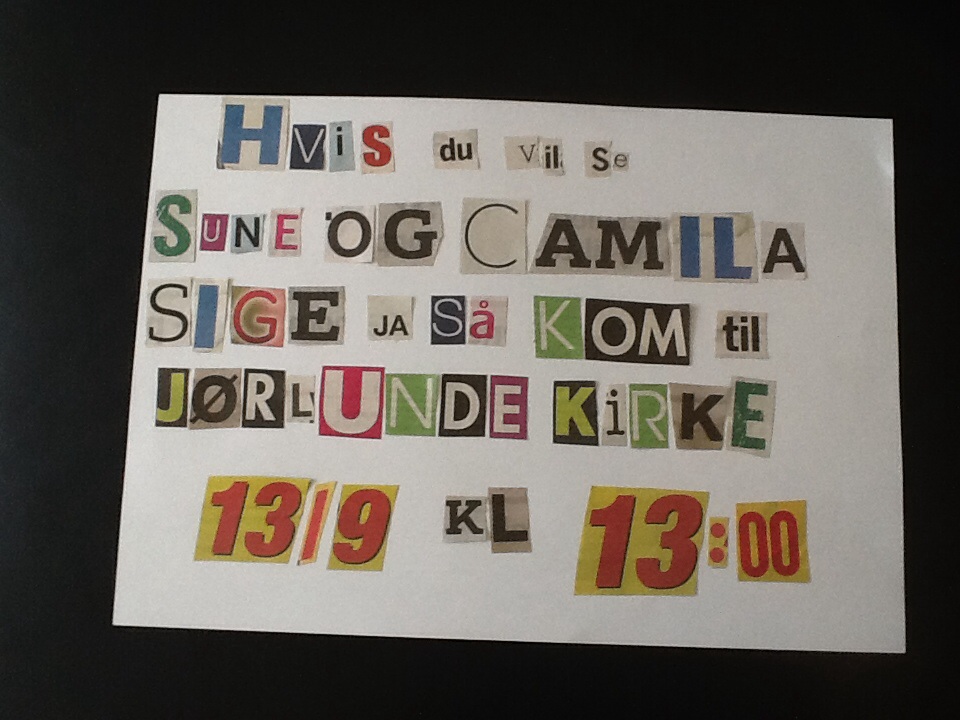 HViS du Vil Se
SUNE OG CAMILA
SIGE JA Så KOM til
JØRLUNDE KiRKE
13/9 KL 13:00